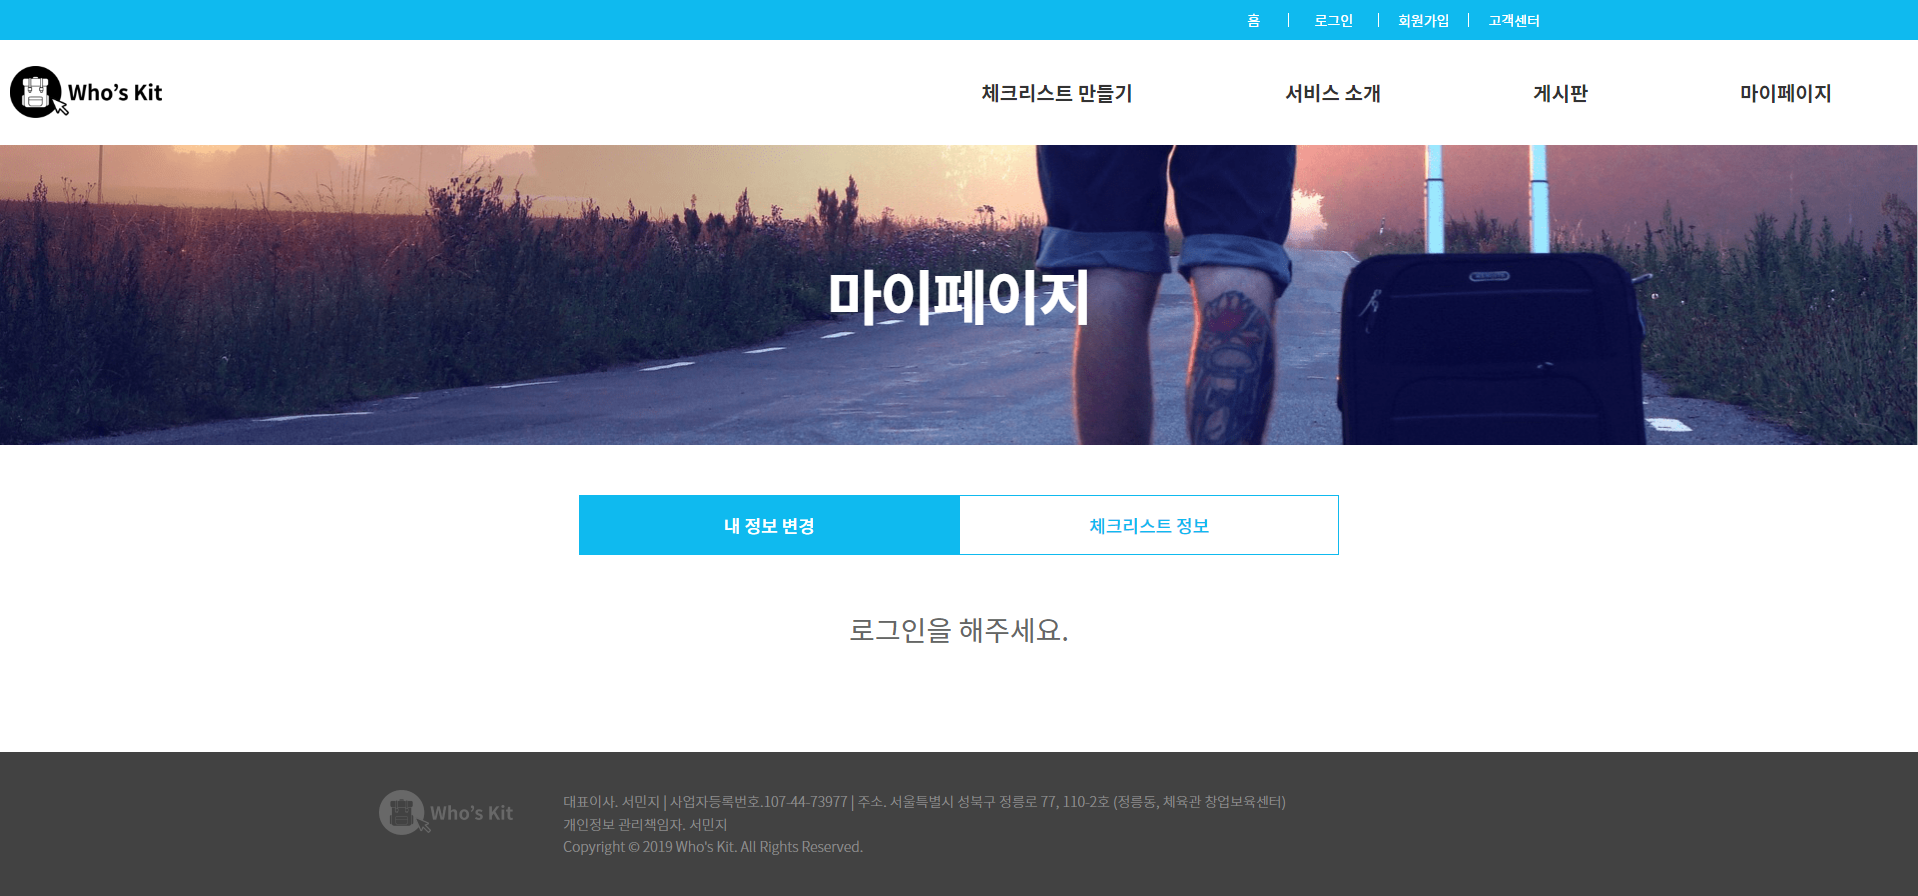 홈 | 로그인 | 회원가입 | 고객센터
Who's Kit
체크리스트 만들기 서비스 소개 게시판 마이페이지
마이페이지
내 정보 변경 체크리스트 정보
로그인을 해주세요.
Who's Kit
대표이사. 서민지 | 사업자등록번호.107-44-73977 | 주소. 서울특별시 성북구 정릉로 77, 110-2호 (정릉동, 체육관 창업보육센터)
개인정보 관리책임자. 서민지
Copyright © 2019 Who's Kit. All Rights Reserved.